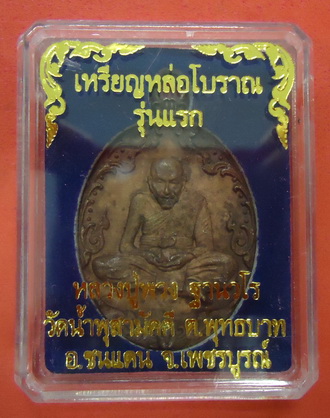 เหรียญหล่อโบราณ
รุ่นแรก
หลวงปู่หวง ฐานวโร
วัดน้ำพุสามัคคี ต.พุทธบาท
อ.ชนแดน จ.เพชรบูรณ์